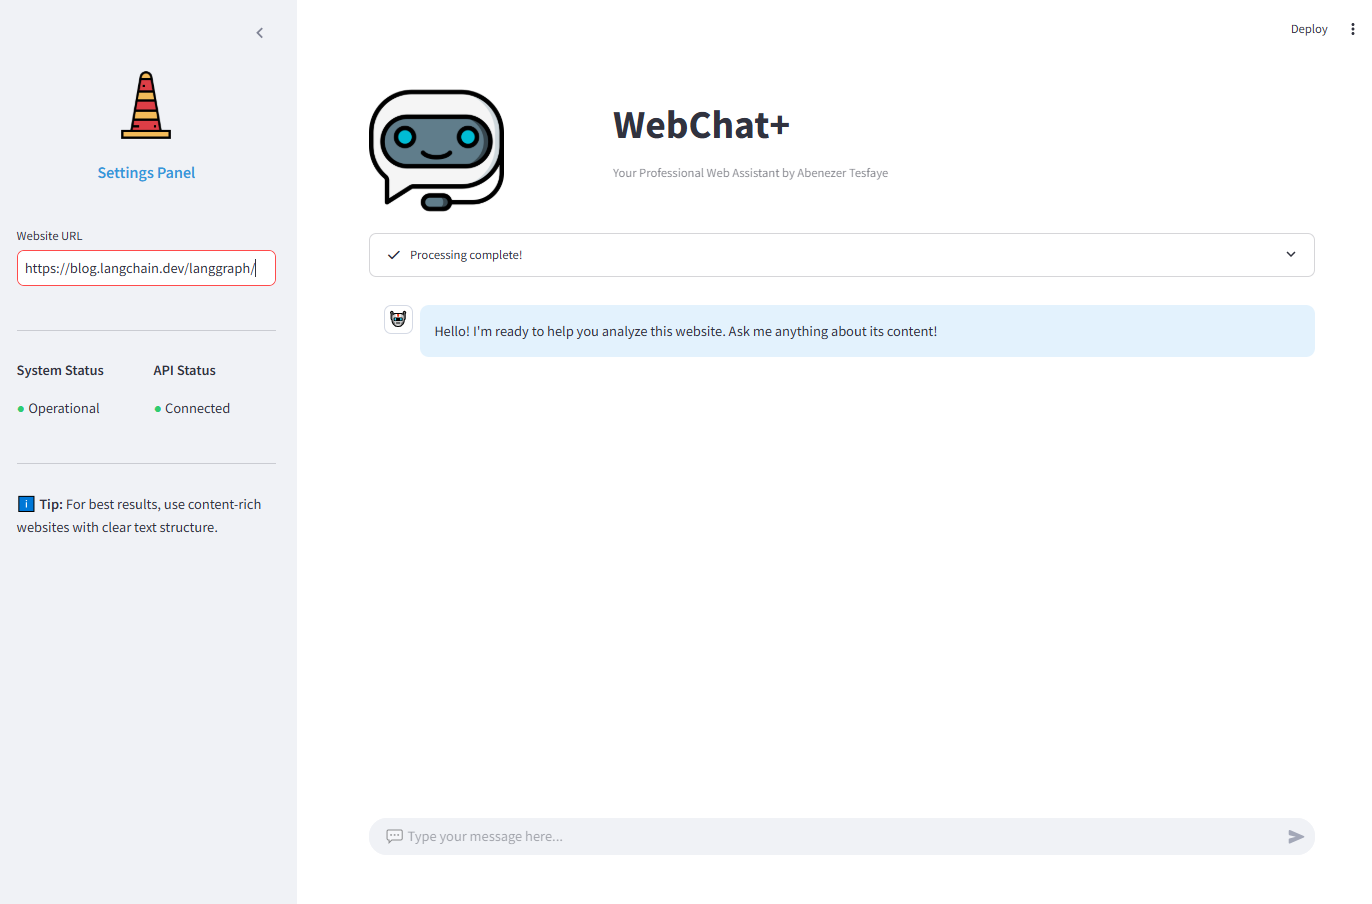 Deploy
Settings Panel
Website URL
https://blog.langchain.dev/langgraph/
System Status
API Status
Operational
Connected
Tip: For best results, use content-rich
websites with clear text structure.
WebChat+
Your Professional Web Assistant by Abenezer Tesfaye
Processing complete!
Hello! I'm ready to help you analyze this website. Ask me anything about its content!
Type your message here...